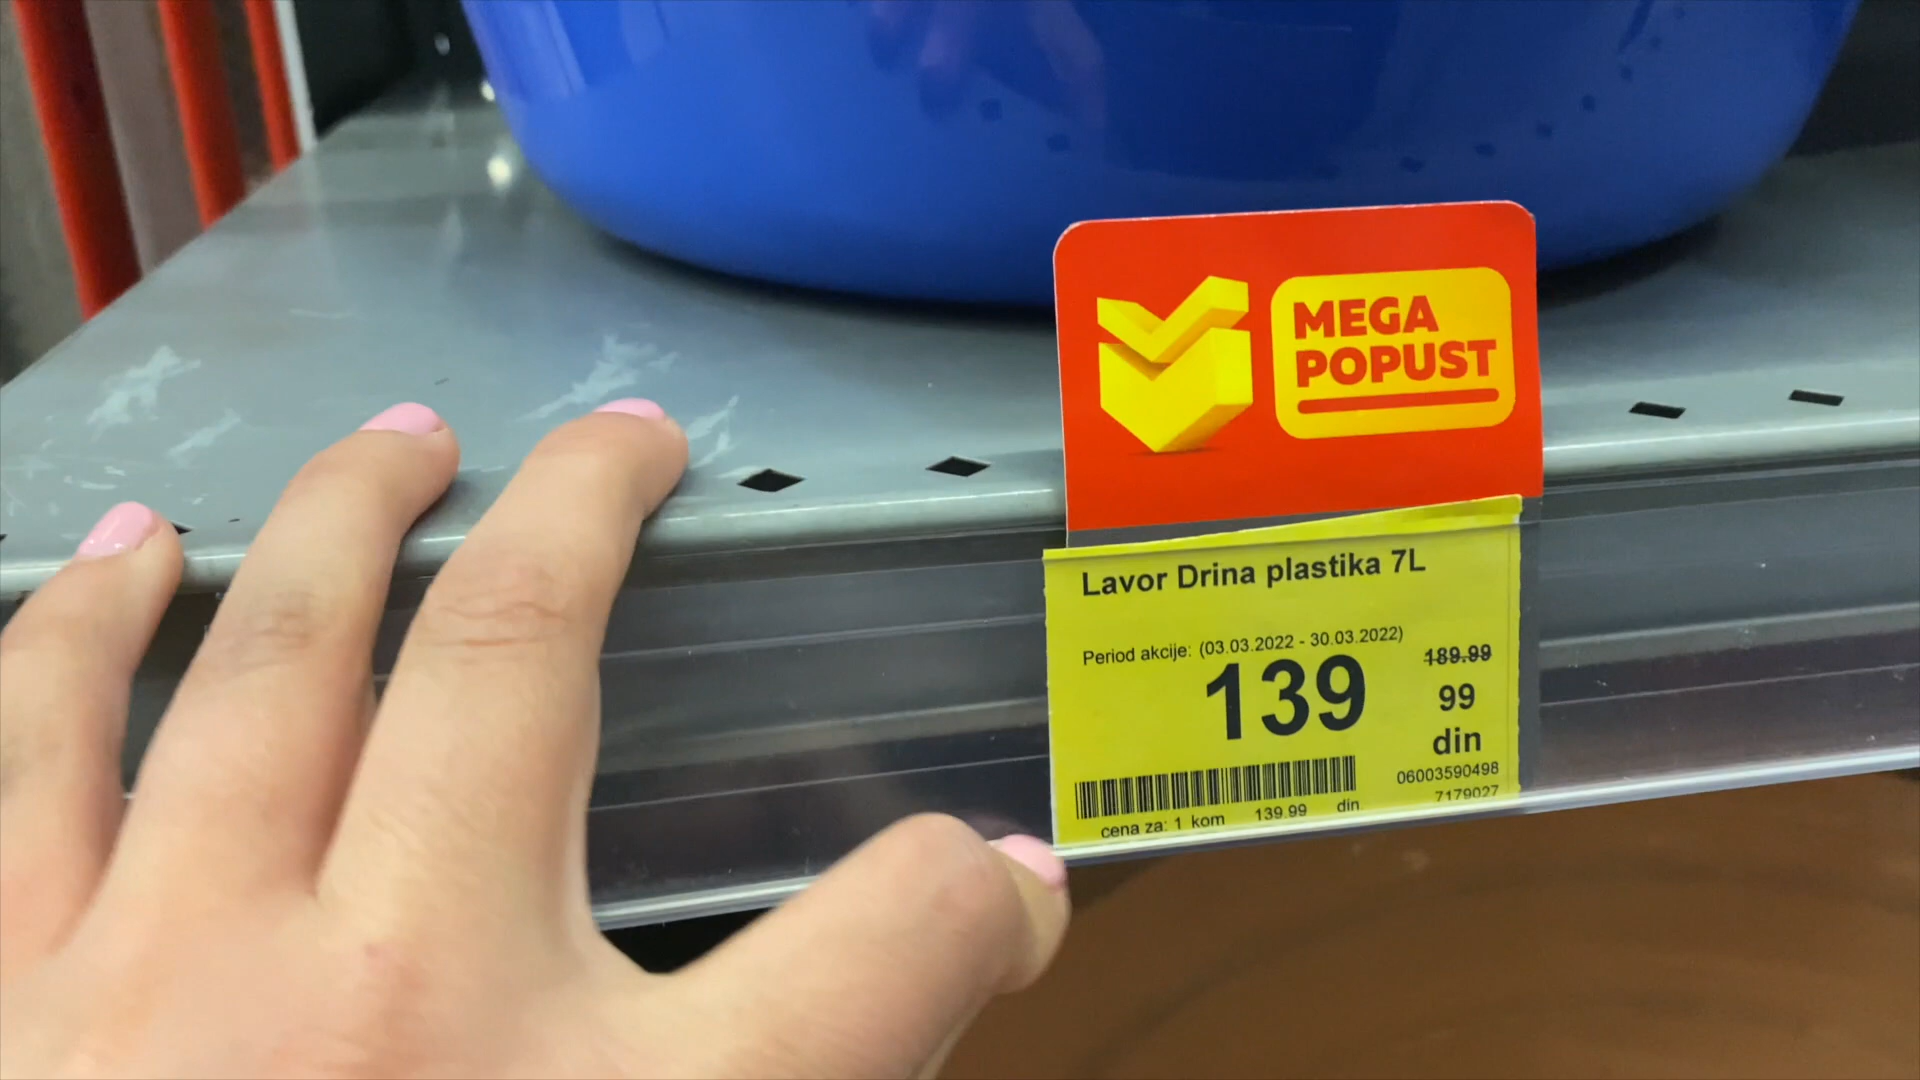 MEGA
POPUST
Lavor Drina plastika 7L
Period akcije: (03.03.2022 - 30.03.2022)
189.99
139
99
din
06003590498
7179027
cena za: 1 kom 139.99 din